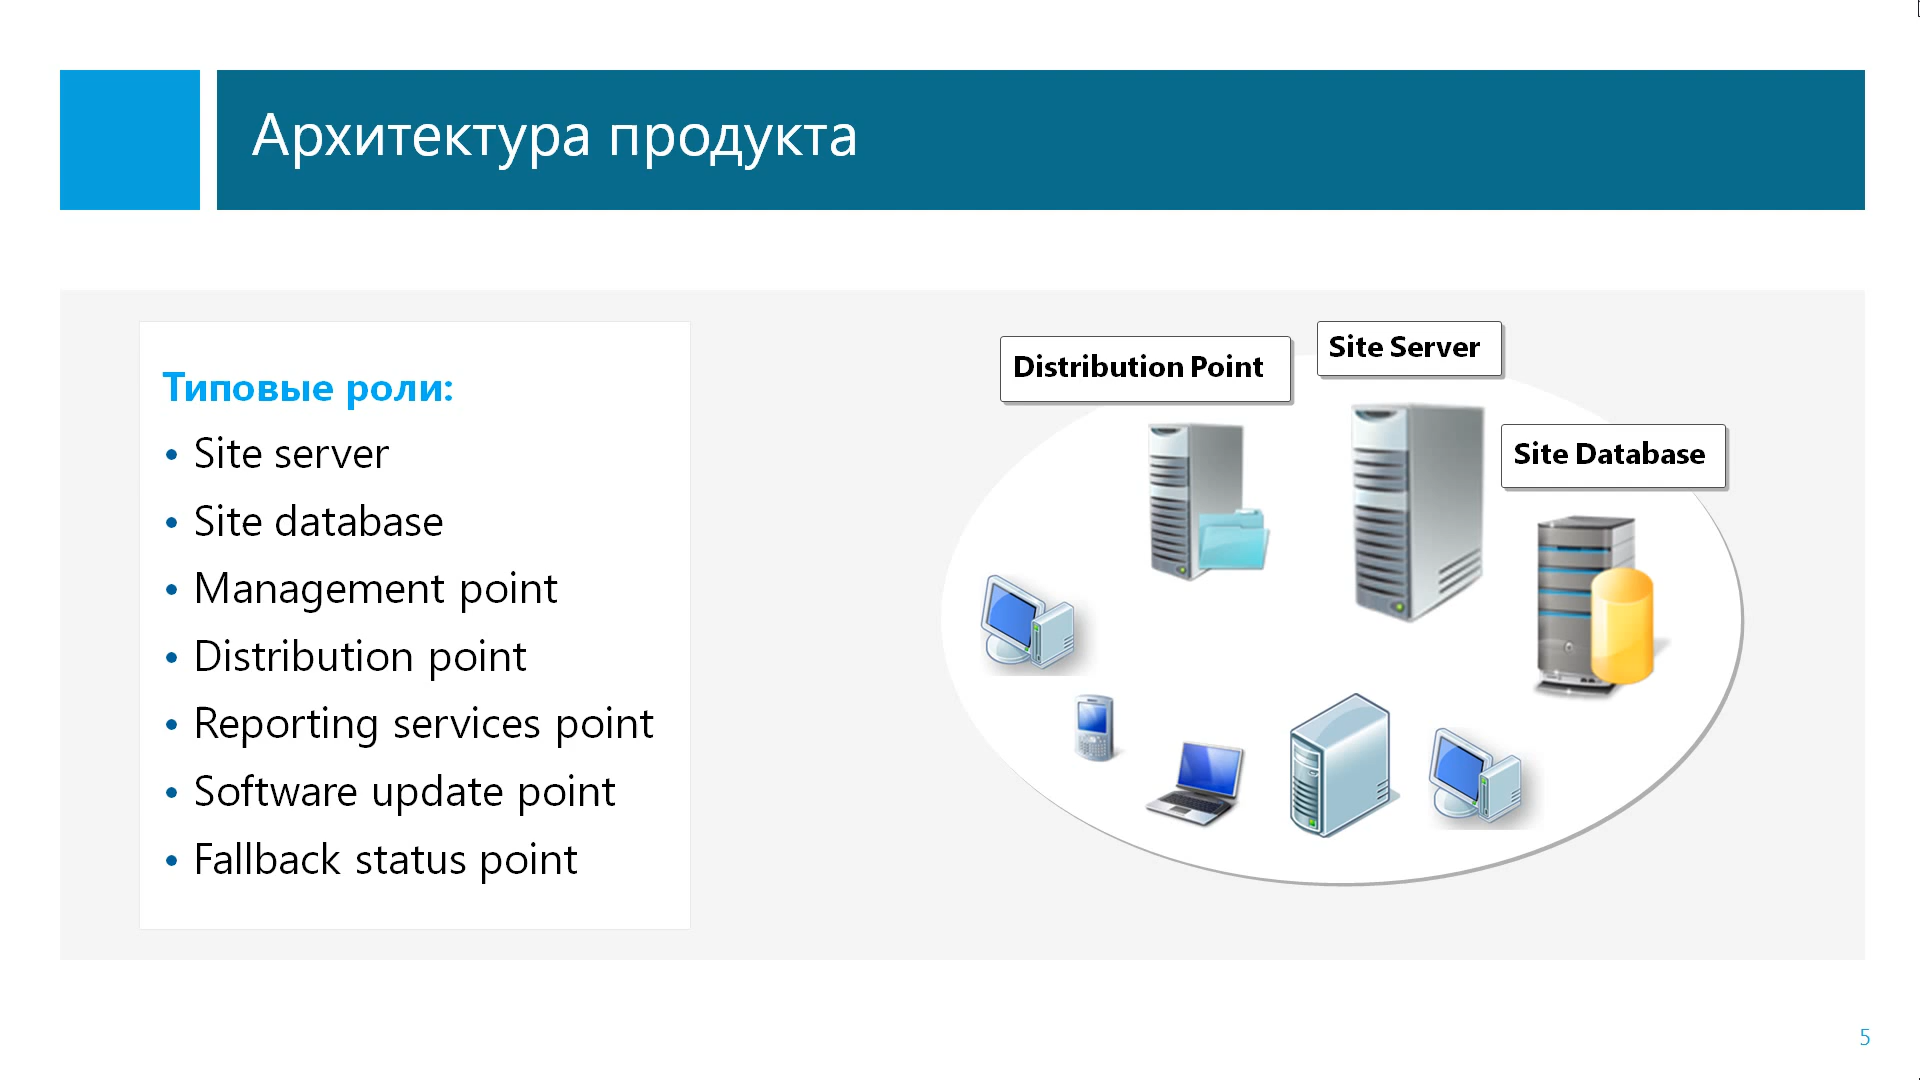 Архитектура продукта
Типовые роли:
• Site server
• Site database
• Management point
• Distribution point
• Reporting services point
• Software update point
• Fallback status point
Distribution Point
Site Server
Site Database
5